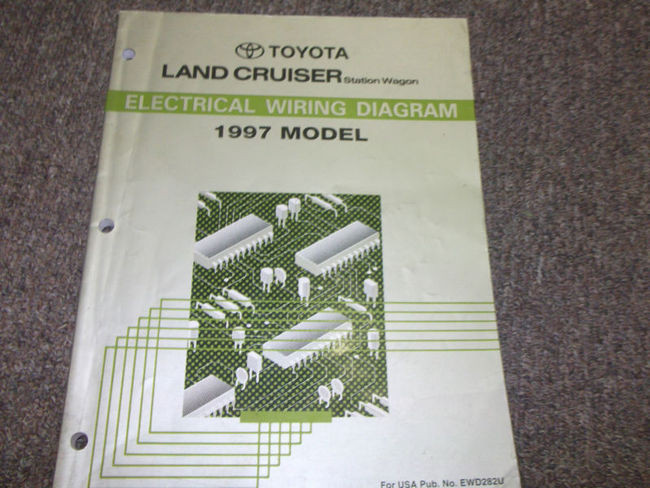 TOYOTA
LAND CRUISER Station Wagon
ELECTRICAL WIRING DIAGRAM
1997 MODEL
For USA Pub. No. EWD282U